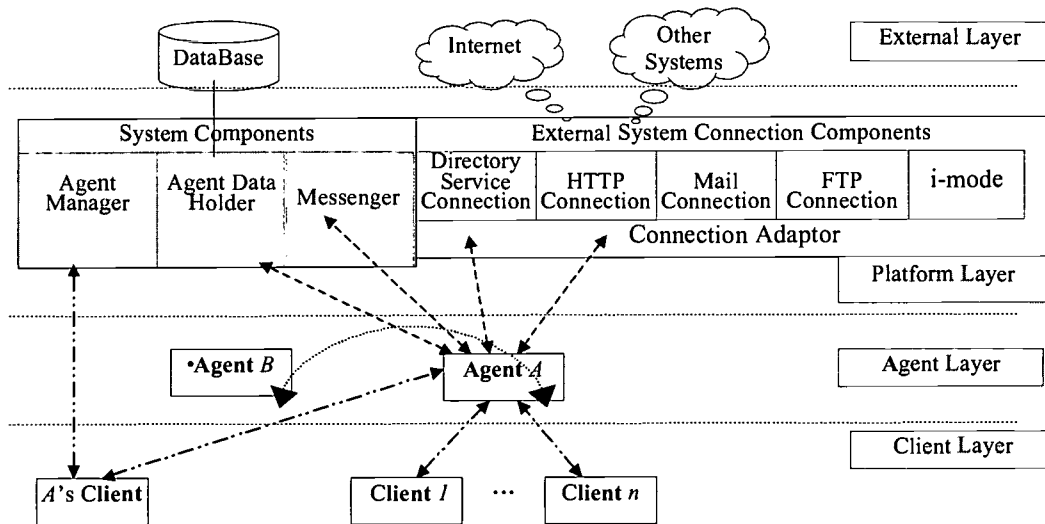 DataBase
Internet
Other
Systems
External Layer
System Components
External System Connection Components
Agent
Manager
Agent Data
Holder
Messenger
Directory
Service
Connection
HTTP
Connection
Mail
Connection
FTP
Connection
i-mode
Connection Adaptor
Platform Layer
•Agent B
Agent A
Agent Layer
Client Layer
A's Client
Client 1
...
Client n